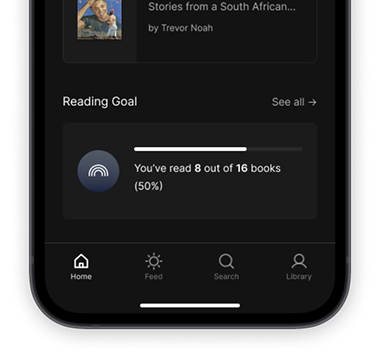 Stories from a South African...
by Trevor Noah
Reading Goal
See all →
You've read 8 out of 16 books
(50%)
Home
Feed
Search
Library